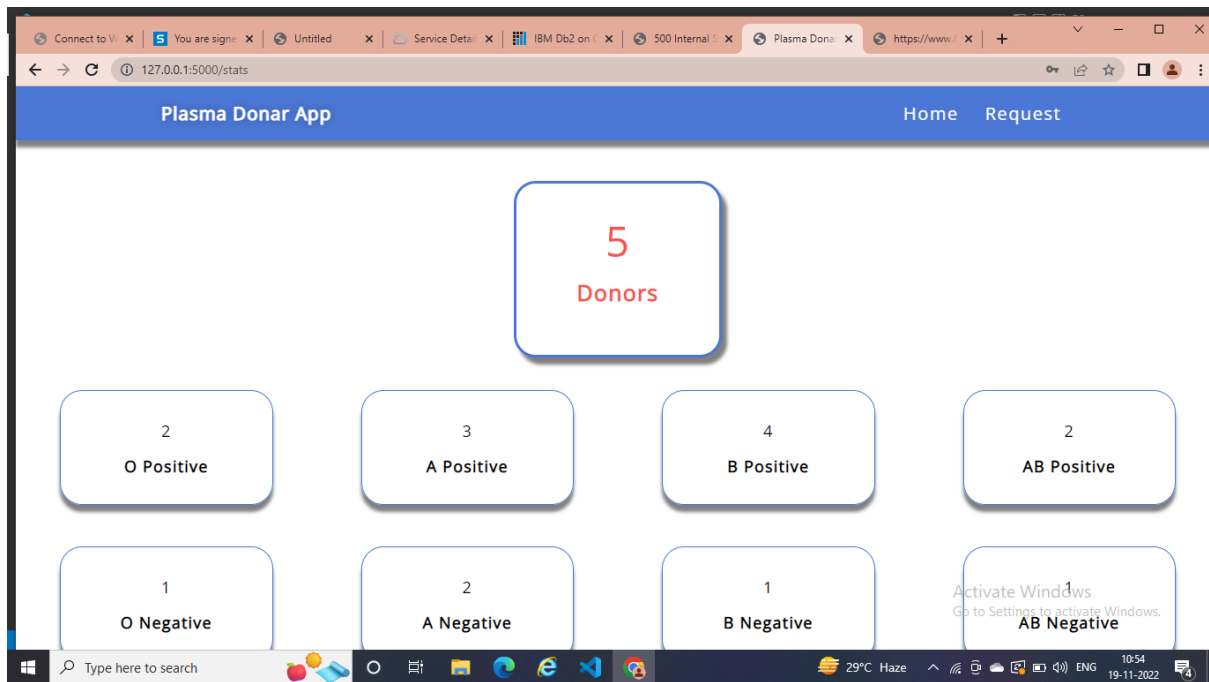 Connect to W You are signe Untitled Service Detail IBM Db2 on C 500 Internal S Plasma Dona https://www.f
127.0.0.1:5000/stats
Plasma Donar App Home Request
5
Donors
2 3 4 2
O Positive A Positive B Positive AB Positive
1 2 1 1
O Negative A Negative B Negative AB Negative
Activate Windows
Go to Settings to activate Windows.
Type here to search 29°C Haze ENG 10:54
19-11-2022 4